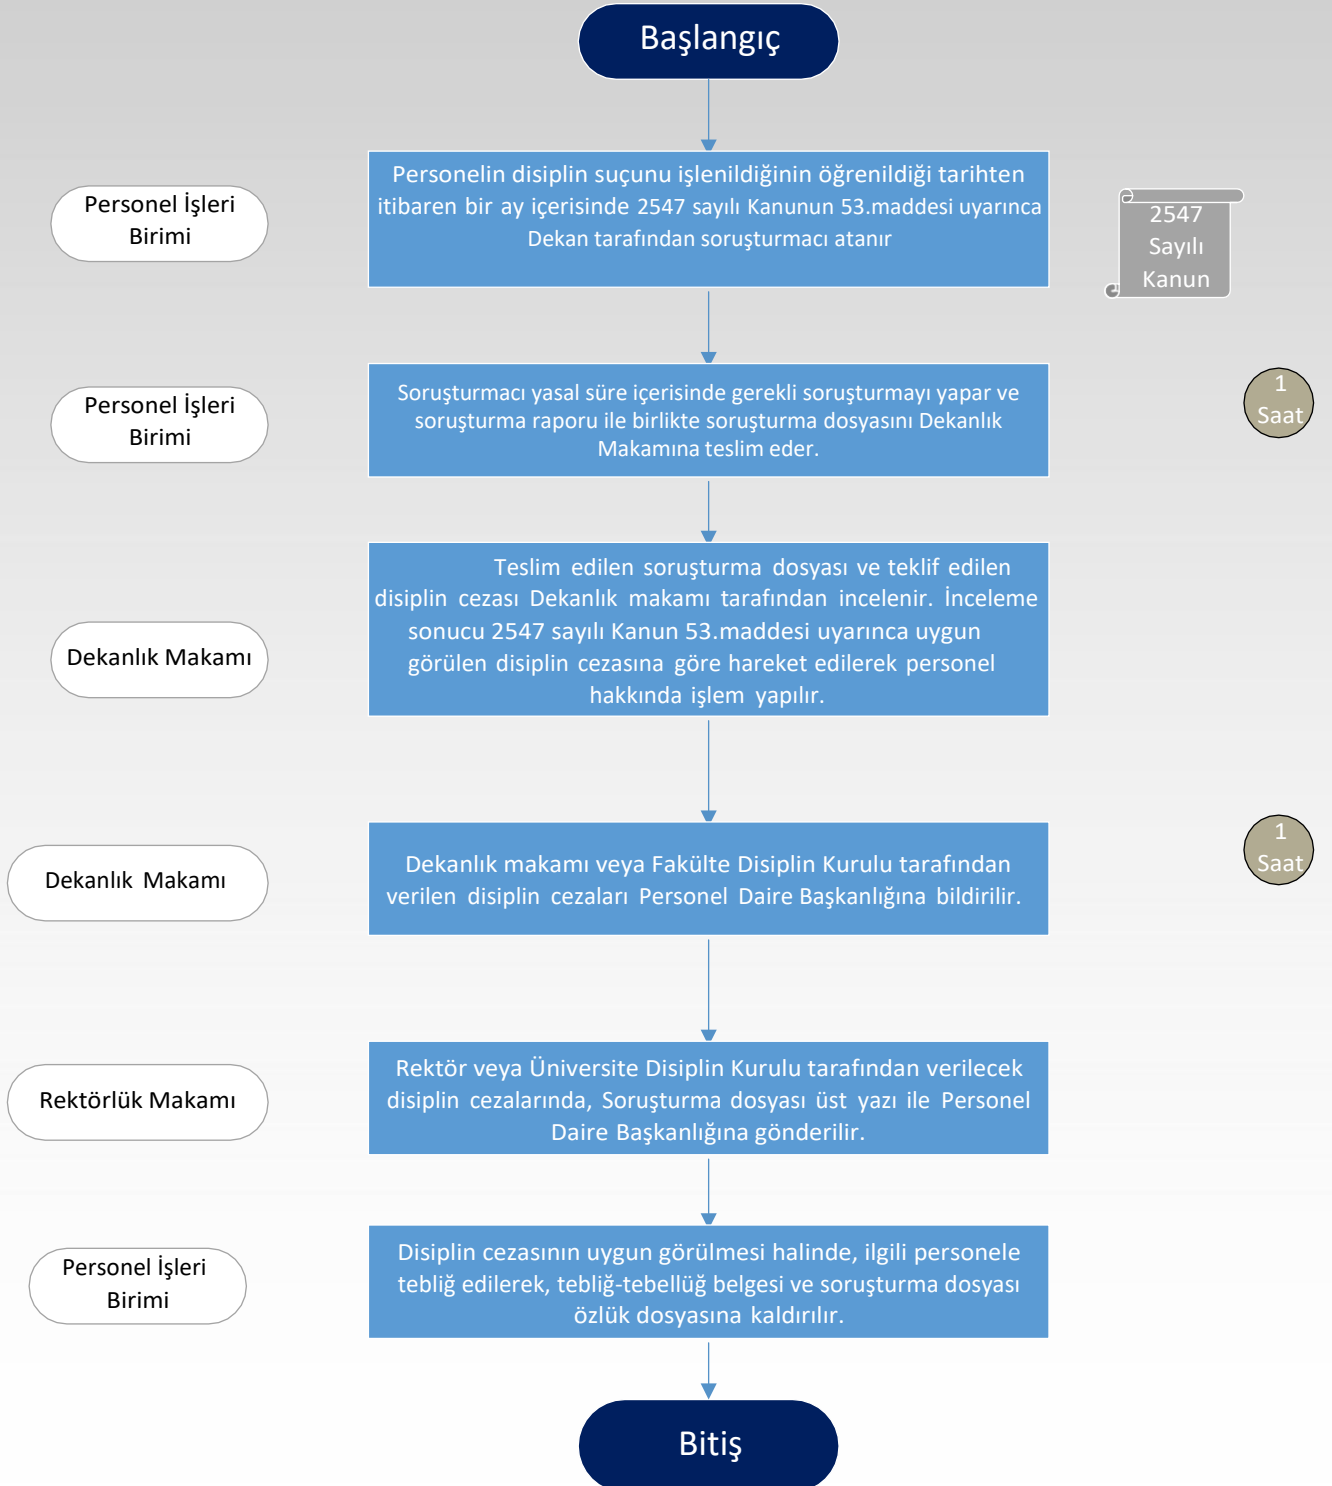 Başlangıç
Personel İşleri
Birimi
Personelin disiplin suçunu işlenildiğinin öğrenildiği tarihten
itibaren bir ay içerisinde 2547 sayılı Kanunun 53.maddesi uyarınca
Dekan tarafından soruşturmacı atanır
2547
Sayılı
Kanun
Personel İşleri
Birimi
Soruşturmacı yasal süre içerisinde gerekli soruşturmayı yapar ve
soruşturma raporu ile birlikte soruşturma dosyasını Dekanlık
Makamına teslim eder.
1
Saat
Dekanlık Makamı
Teslim edilen soruşturma dosyası ve teklif edilen
disiplin cezası Dekanlık makamı tarafından incelenir. İnceleme
sonucu 2547 sayılı Kanun 53.maddesi uyarınca uygun
görülen disiplin cezasına göre hareket edilerek personel
hakkında işlem yapılır.
Dekanlık Makamı
Dekanlık makamı veya Fakülte Disiplin Kurulu tarafından
verilen disiplin cezaları Personel Daire Başkanlığına bildirilir.
1
Saat
Rektörlük Makamı
Rektör veya Üniversite Disiplin Kurulu tarafından verilecek
disiplin cezalarında, Soruşturma dosyası üst yazı ile Personel
Daire Başkanlığına gönderilir.
Personel İşleri
Birimi
Disiplin cezasının uygun görülmesi halinde, ilgili personele
tebliğ edilerek, tebliğ-tebellüğ belgesi ve soruşturma dosyası
özlük dosyasına kaldırılır.
Bitiş